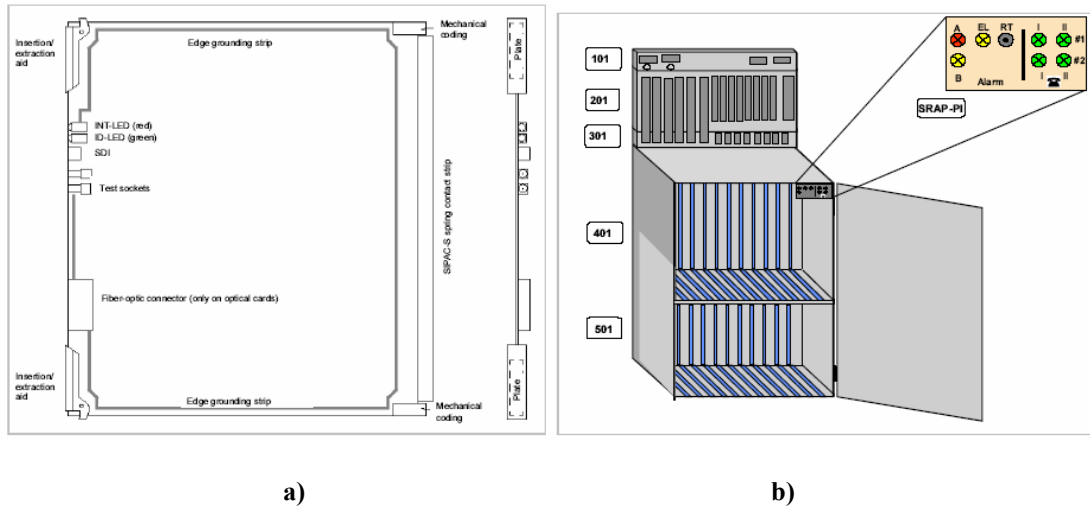 Mechanical
coding
Insertion/
extraction
aid
Edge grounding strip
Plate
INT-LED (red)
ID-LED (green)
SDI
Test sockets
SIPAC-S spring contact strip
Fiber-optic connector (only on optical cards)
Insertion/
extraction
aid
Edge grounding strip
Mechanical
coding
Plate
A EL RT I II
#1
#2
B Alarm I II
SRAP-PI
101
201
301
401
501
a)
b)